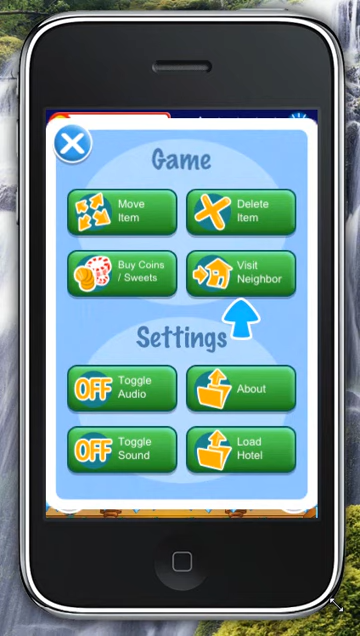 Game
Move
Item
Delete
Item
Buy Coins
/ Sweets
Visit
Neighbor
Settings
OFF
Toggle
Audio
About
OFF
Toggle
Sound
Load
Hotel